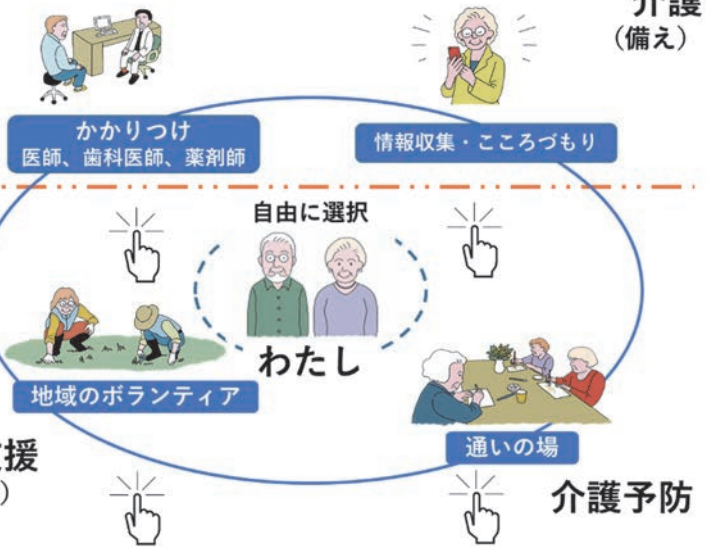 介護
（備え）
かかりつけ
医師、歯科医師、薬剤師
情報収集・こころづもり
自由に選択
わたし
地域のボランティア
通いの場
援
）
介護予防